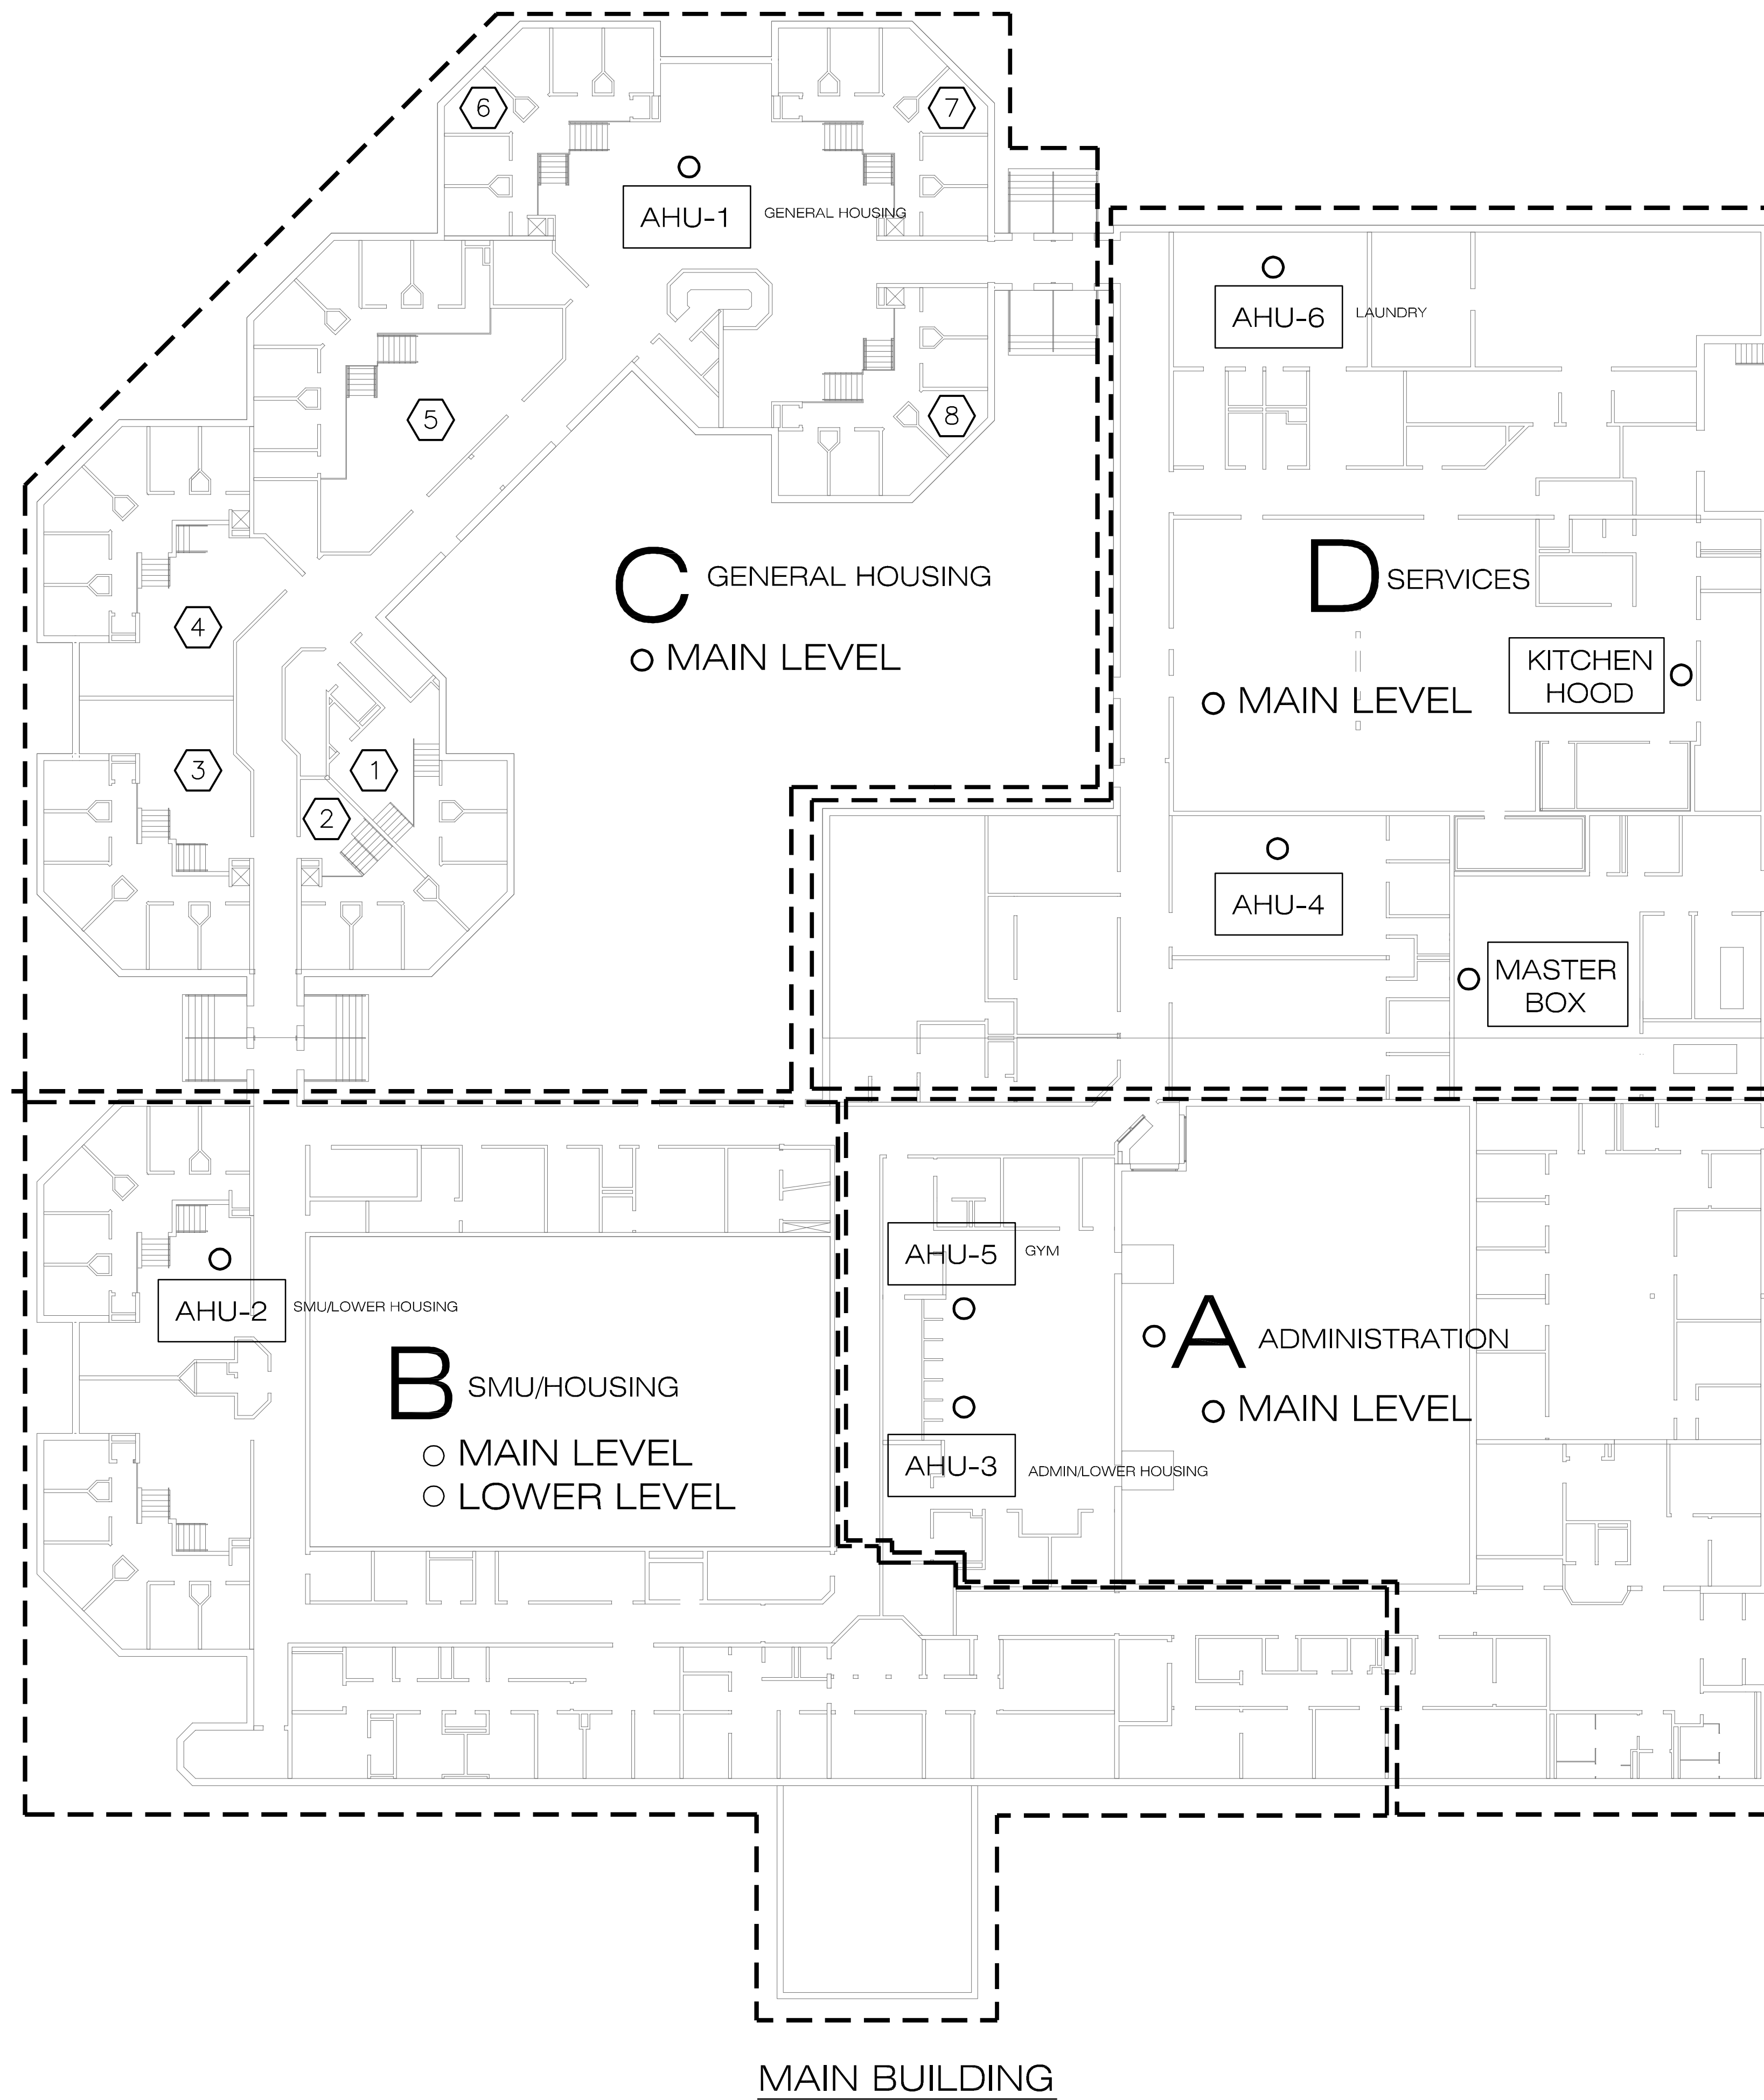 6
7
AHU-1 GENERAL HOUSING
AHU-6 LAUNDRY
5
8
C GENERAL HOUSING
MAIN LEVEL
D SERVICES
4
KITCHEN
HOOD
MAIN LEVEL
3
1
2
AHU-4
MASTER
BOX
AHU-5 GYM
AHU-2 SMU/LOWER HOUSING
A ADMINISTRATION
MAIN LEVEL
B SMU/HOUSING
MAIN LEVEL
LOWER LEVEL
AHU-3 ADMIN/LOWER HOUSING
MAIN BUILDING